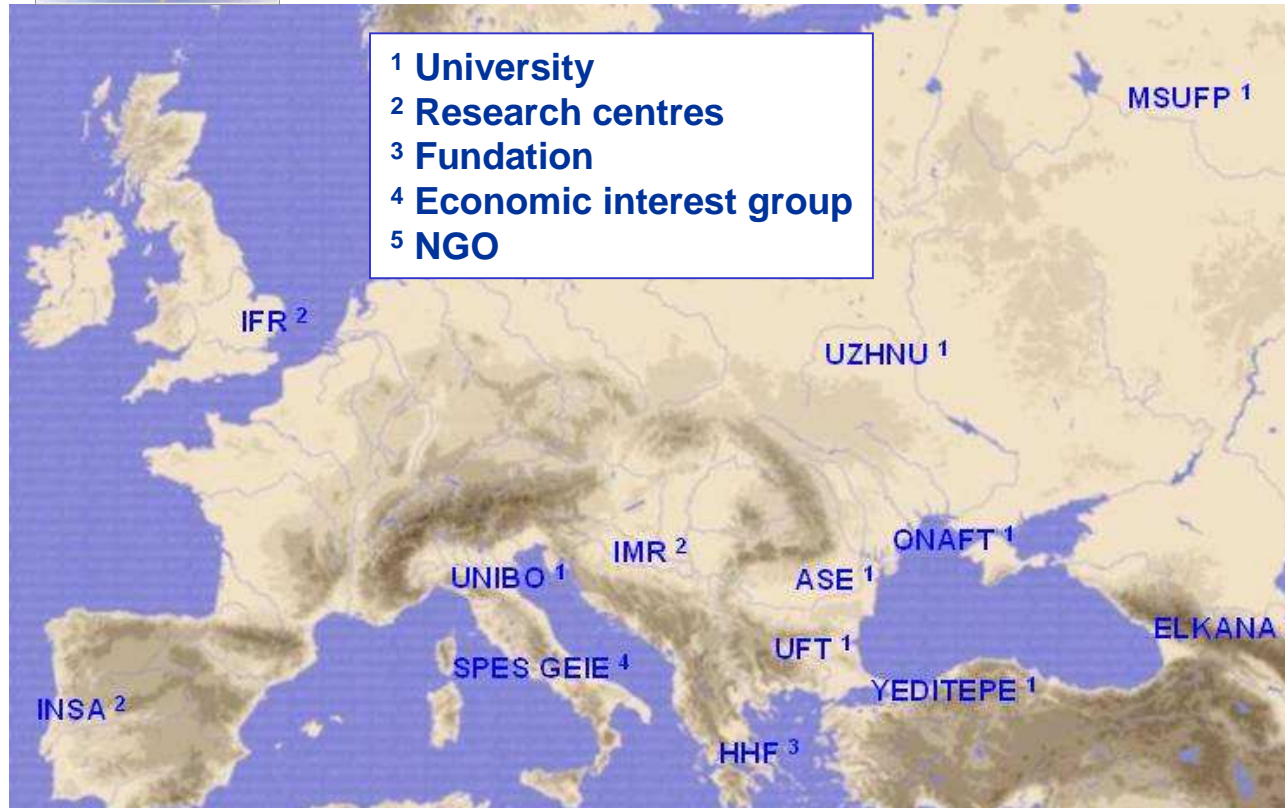 ¹ University
² Research centres
³ Fundation
⁴ Economic interest group
⁵ NGO
MSUFP ¹
IFR ²
UZHNU ¹
ONAFT ¹
IMR ²
UNIBO ¹
ASE ¹
ELKANA
UFT ¹
SPES GEIE ⁴
YEDITEPE ¹
INSA ²
HHF ³